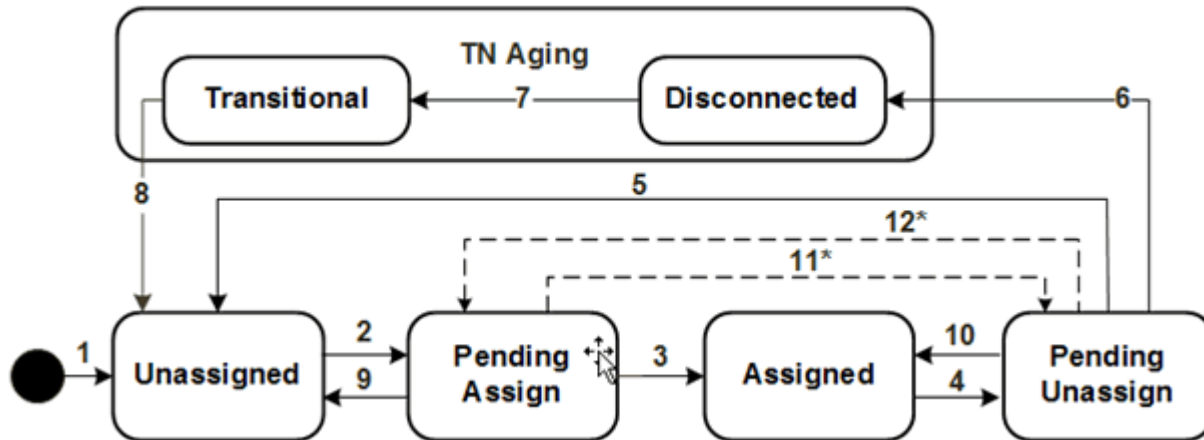 TN Aging
Transitional
7
Disconnected
6
8
5
12*
11*
1
Unassigned
2
9
Pending
Assign
3
Assigned
10
4
Pending
Unassign